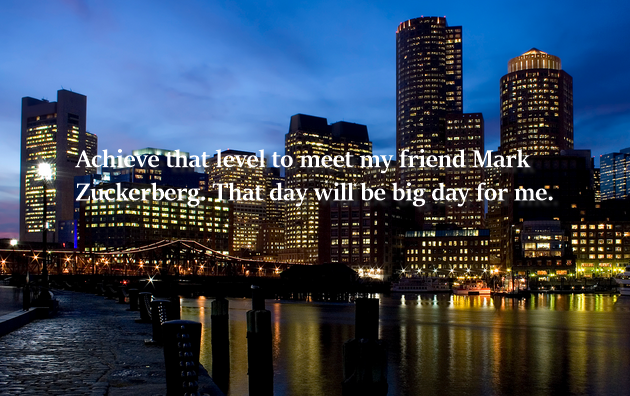 Achieve that level to meet my friend Mark
Zuckerberg. That day will be big day for me.